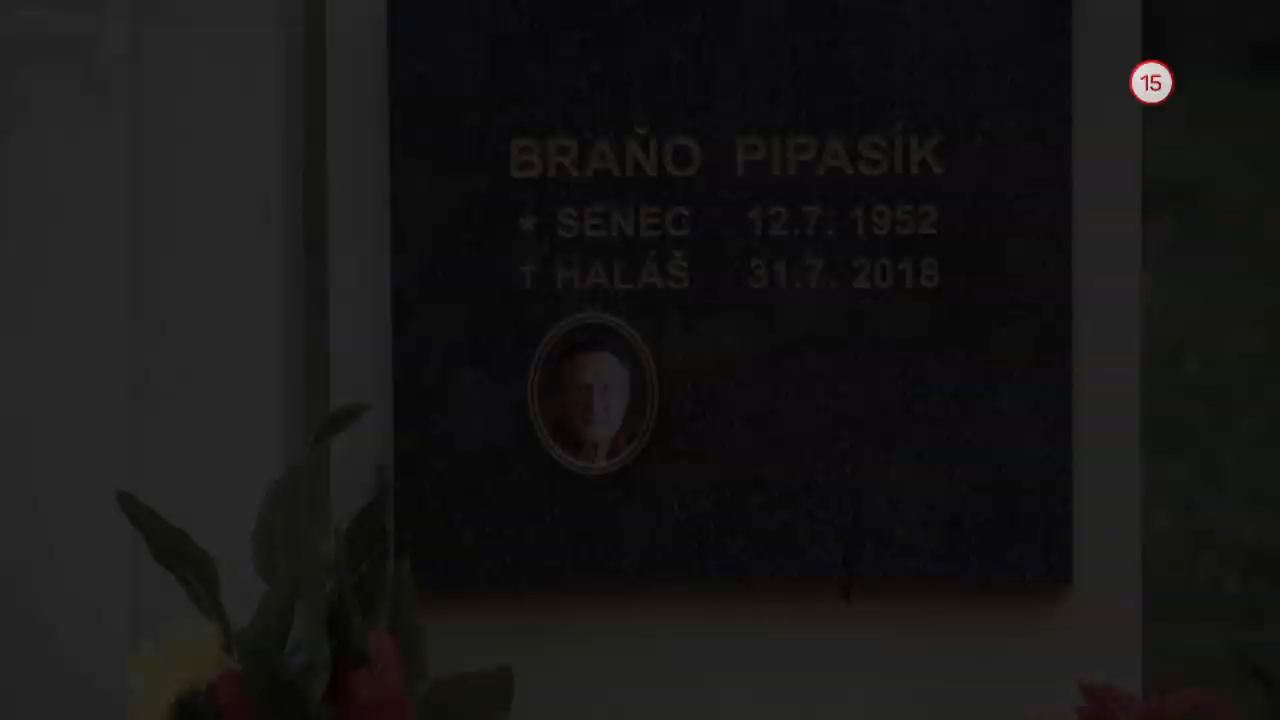 15
BRAŇO PIPASÍK
* SENEC 12.7. 1952
† HALÁŠ 31.7. 2018